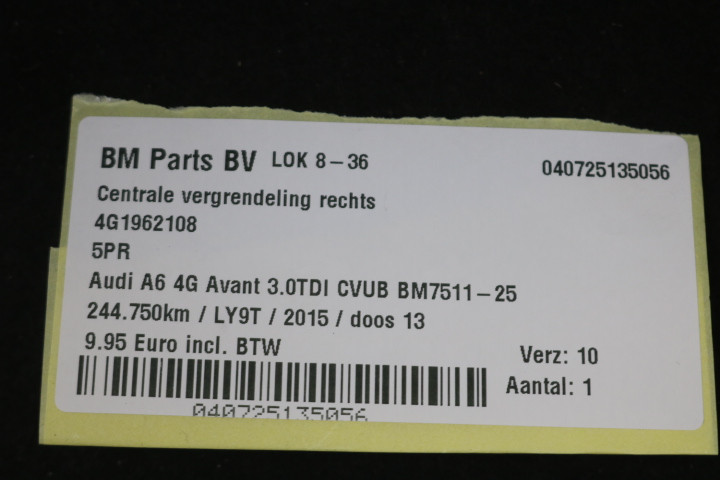 BM Parts BV LOK 8-36 040725135056
Centrale vergrendeling rechts
4G1962108
5PR
Audi A6 4G Avant 3.0TDI CVUB BM7511-25
244.750km / LY9T / 2015 / doos 13
9.95 Euro incl. BTW
Verz: 10
Aantal: 1
040725135056